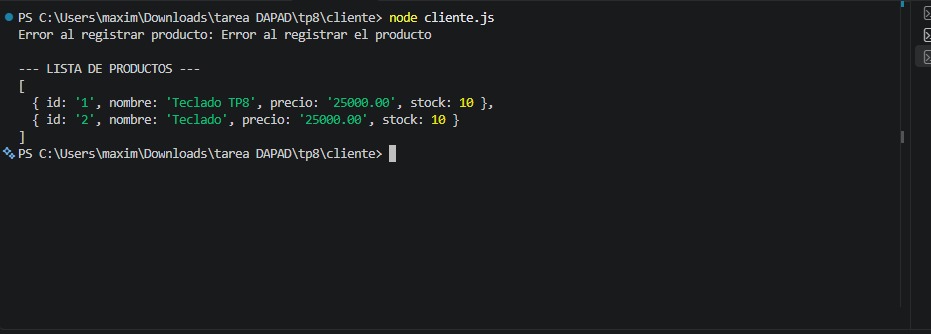 PS C:\Users\maxim\Downloads\tarea DAPAD\tp8\cliente> node cliente.js
Error al registrar producto: Error al registrar el producto
--- LISTA DE PRODUCTOS ---
[
  { id: '1', nombre: 'Teclado TP8', precio: '25000.00', stock: 10 },
  { id: '2', nombre: 'Teclado', precio: '25000.00', stock: 10 }
]
PS C:\Users\maxim\Downloads\tarea DAPAD\tp8\cliente>